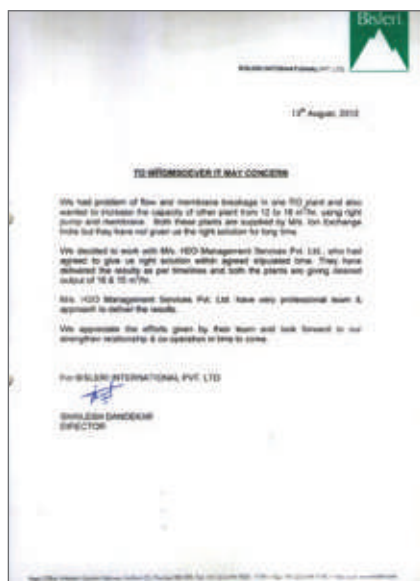 Bisleri
BISLERI INTERNATIONAL PVT. LTD.
13th August, 2010
TO WHOMSOEVER IT MAY CONCERN
We had problem of flow and membrane breakage in one RO plant and also
wanted to increase the capacity of other plant from 12 to 16 m³/hr, using right
pump and membrane. Both these plants are supplied by M/s. Ion Exchange
India but they have not given us the right solution for long time.
We decided to work with M/s. H2O Management Services Pvt. Ltd., who had
agreed to give us right solution within agreed stipulated time. They have
delivered the results as per timelines and both the plants are giving desired
output of 16 & 15 m³/hr.
M/s. H2O Management Services Pvt. Ltd. have very professional team &
approach to deliver the results.
We appreciate the efforts given by their team and look forward to our
strengthen relationship & co-operation in time to come.
For BISLERI INTERNATIONAL PVT. LTD
SHAILESH DANDEKAR
DIRECTOR